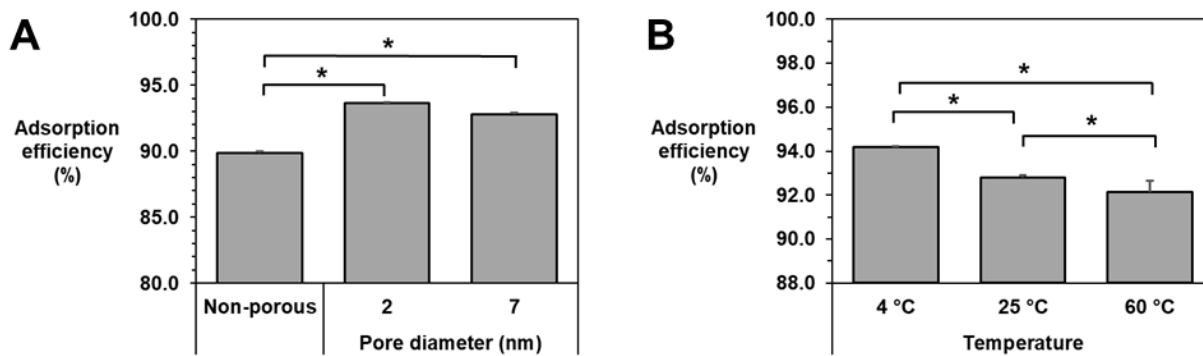 A
Adsorption
efficiency
(%)
100.0
95.0
90.0
85.0
80.0
*
*
Non-porous 2 7
Pore diameter (nm)
B
Adsorption
efficiency
(%)
100.0
98.0
96.0
94.0
92.0
90.0
88.0
*
*
*
4 °C 25 °C 60 °C
Temperature